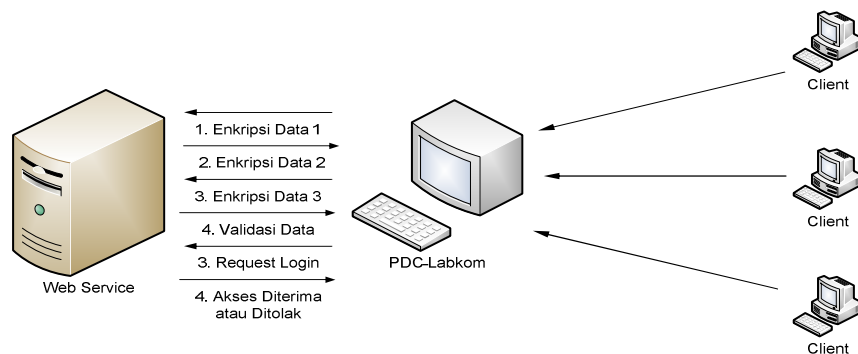 Client
1. Enkripsi Data 1
2. Enkripsi Data 2
3. Enkripsi Data 3
4. Validasi Data
3. Request Login
4. Akses Diterima
atau Ditolak
Web Service
PDC-Labkom
Client
Client